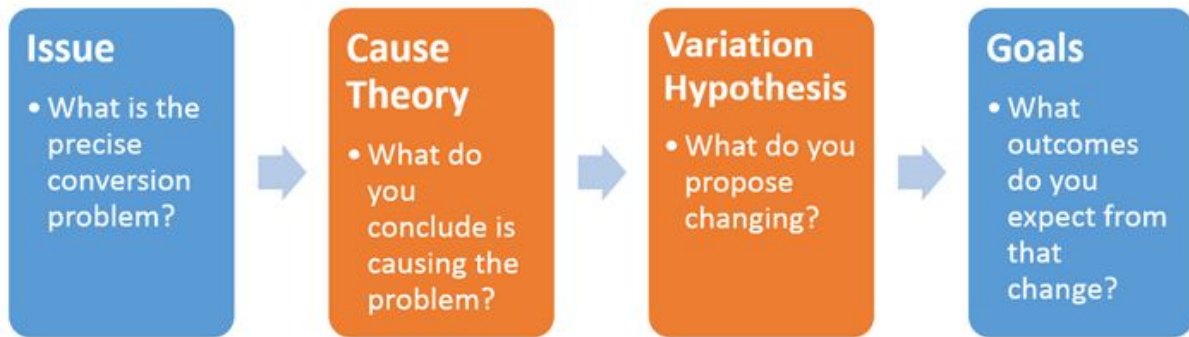 Issue
• What is the
precise
conversion
problem?
Cause
Theory
• What do
you
conclude is
causing the
problem?
Variation
Hypothesis
• What do you
propose
changing?
Goals
• What
outcomes
do you
expect from
that
change?